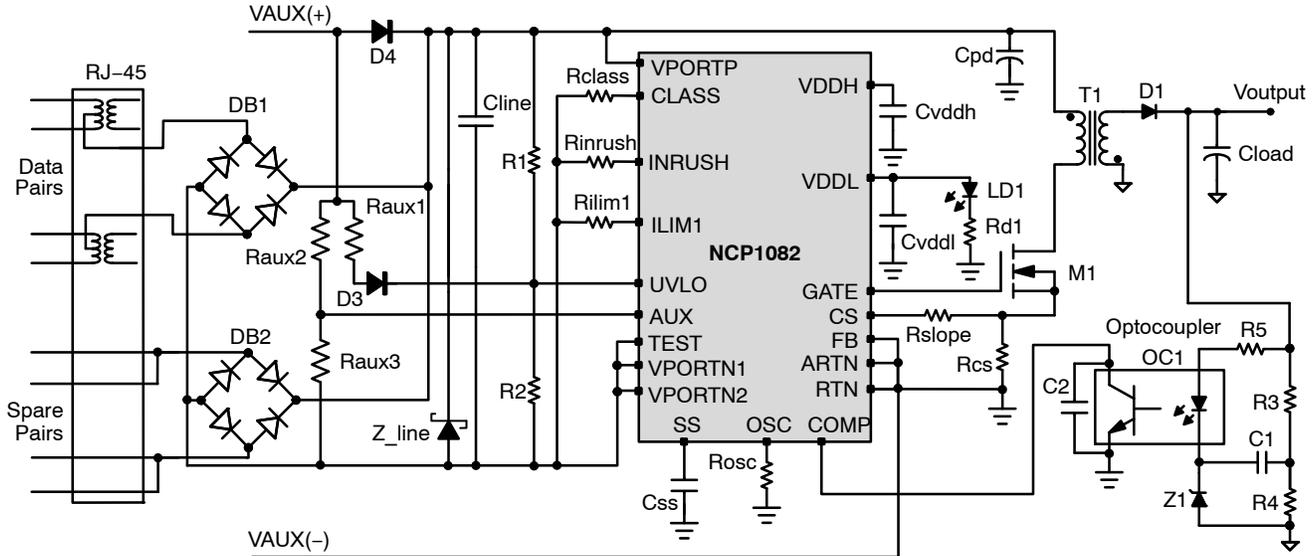 VAUX(+)
D4
RJ−45
DB1
Data
Pairs
Cline
R1
Raux1
Raux2
D3
DB2
Raux3
R2
Spare
Pairs
Z_line
VAUX(−)
Rclass
Rinrush
Rilim1
VPORTP
CLASS
INRUSH
ILIM1
NCP1082
UVLO
AUX
TEST
VPORTN1
VPORTN2
SS
OSC
COMP
VDDH
VDDL
GATE
CS
FB
ARTN
RTN
Css
Rosc
Cvddh
Cvddl
LD1
Rd1
Cpd
T1
D1
Voutput
Cload
M1
Rslope
Rcs
Optocoupler
OC1
R5
C2
R3
C1
Z1
R4